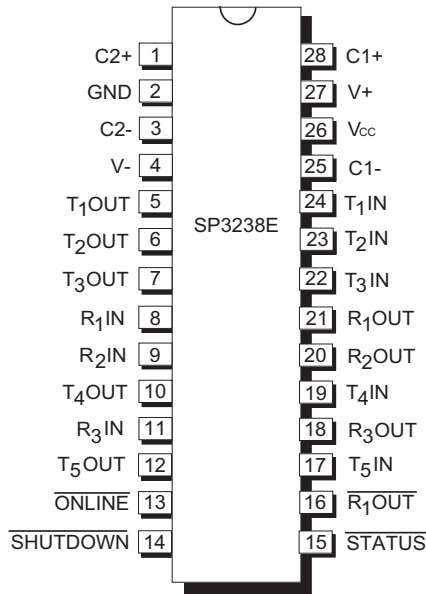 C2+ 1 28 C1+
GND 2 27 V+
C2- 3 26 Vcc
V- 4 25 C1-
T1OUT 5 24 T1IN
SP3238E
T2OUT 6 23 T2IN
T3OUT 7 22 T3IN
R1IN 8 21 R1OUT
R2IN 9 20 R2OUT
T4OUT 10 19 T4IN
R3IN 11 18 R3OUT
T5OUT 12 17 T5IN
ONLINE 13 16 R1OUT
SHUTDOWN 14 15 STATUS